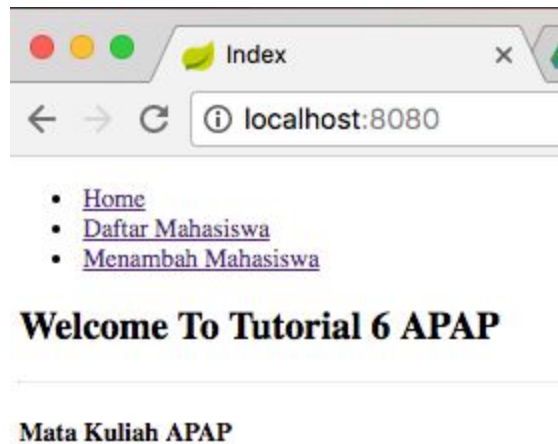 Index
localhost:8080
Home
Daftar Mahasiswa
Menambah Mahasiswa
Welcome To Tutorial 6 APAP
Mata Kuliah APAP